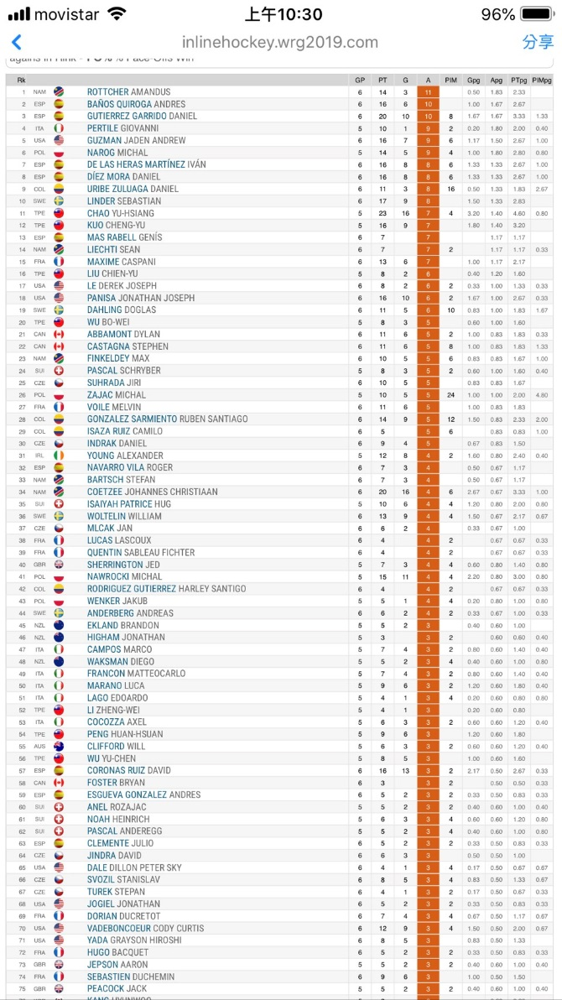 movistar 上午10:30 96%
inlinehockey.wrg2019.com 分享
Rk GP PT G A PIM Gpg Apg PTpg PIMpg
1 NAM ROTTCHER AMANDUS 6 14 3 11 0.50 1.83 2.33
2 ESP BAÑOS QUIROGA ANDRES 6 16 6 10 1.00 1.67 2.67
3 ESP GUTIERREZ GARRIDO DANIEL 6 20 10 10 8 1.67 1.67 3.33 1.33
4 ITA PERTILE GIOVANNI 5 10 1 9 2 0.20 1.80 2.00 0.40
5 USA GUZMAN JADEN ANDREW 6 16 7 9 6 1.17 1.50 2.67 1.00
6 POL NAROG MICHAL 5 14 5 9 4 1.00 1.80 2.80 0.80
7 ESP DE LAS HERAS MARTÍNEZ IVÁN 6 16 8 8 6 1.33 1.33 2.67 1.00
8 ESP DÍEZ MORA DANIEL 6 16 8 8 6 1.33 1.33 2.67 1.00
9 COL URIBE ZULUAGA DANIEL 6 11 3 8 16 0.50 1.33 1.83 2.67
10 SWE LINDER SEBASTIAN 6 17 9 8 1.50 1.33 2.83
11 TPE CHAO YU-HSIANG 5 23 16 7 4 3.20 1.40 4.60 0.80
12 TPE KUO CHENG-YU 5 16 9 7 1.80 1.40 3.20
13 ESP MAS RABELL GENÍS 6 7 7 1.17 1.17
14 NAM LIECHTI SEAN 6 7 7 2 1.17 1.17 0.33
15 FRA MAXIME CASPANI 6 13 6 7 1.00 1.17 2.17
16 TPE LIU CHIEN-YU 5 8 2 6 0.40 1.20 1.60
17 USA LE DEREK JOSEPH 6 8 2 6 2 0.33 1.00 1.33 0.33
18 USA PANISA JONATHAN JOSEPH 6 16 10 6 2 1.67 1.00 2.67 0.33
19 SWE DAHLING DOGLAS 6 11 5 6 10 0.83 1.00 1.83 1.67
20 TPE WU BO-WEI 5 8 3 5 0.60 1.00 1.60
21 CAN ABBAMONT DYLAN 6 11 6 5 2 1.00 0.83 1.83 0.33
22 CAN CASTAGNA STEPHEN 6 11 6 5 8 1.00 0.83 1.83 1.33
23 NAM FINKELDEY MAX 6 10 5 5 6 0.83 0.83 1.67 1.00
24 SUI PASCAL SCHRYBER 5 8 3 5 2 0.60 1.00 1.60 0.40
25 CZE SUHRADA JIRI 6 10 5 5 0.83 0.83 1.67
26 POL ZAJAC MICHAL 5 10 5 5 24 1.00 1.00 2.00 4.80
27 FRA VOILE MELVIN 6 11 6 5 1.00 0.83 1.83
28 COL GONZALEZ SARMIENTO RUBEN SANTIAGO 6 14 9 5 12 1.50 0.83 2.33 2.00
29 COL ISAZA RUIZ CAMILO 6 5 5 6 0.83 0.83 1.00
30 CZE INDRAK DANIEL 6 9 4 5 0.67 0.83 1.50
31 IRL YOUNG ALEXANDER 5 12 8 4 2 1.60 0.80 2.40 0.40
32 ESP NAVARRO VILA ROGER 6 7 3 4 0.50 0.67 1.17
33 NAM BARTSCH STEFAN 6 7 3 4 0.50 0.67 1.17
34 NAM COETZEE JOHANNES CHRISTIAAN 6 20 16 4 6 2.67 0.67 3.33 1.00
35 SUI ISAIYAH PATRICE HUG 5 10 6 4 4 1.20 0.80 2.00 0.80
36 SWE WOLTELIN WILLIAM 6 13 9 4 4 1.50 0.67 2.17 0.67
37 CZE MLCAK JAN 6 6 2 4 0.33 0.67 1.00
38 FRA LUCAS LASCOUX 6 4 4 2 0.67 0.67 0.33
39 FRA QUENTIN SABLEAU FICHTER 6 4 4 2 0.67 0.67 0.33
40 GBR SHERRINGTON JED 5 7 3 4 4 0.60 0.80 1.40 0.80
41 POL NAWROCKI MICHAL 5 15 11 4 4 2.20 0.80 3.00 0.80
42 COL RODRIGUEZ GUTIERREZ HARLEY SANTIGO 6 4 4 2 0.67 0.67 0.33
43 POL WENKER JAKUB 5 5 1 4 4 0.20 0.80 1.00 0.80
44 SWE ANDERBERG ANDREAS 6 6 2 4 2 0.33 0.67 1.00 0.33
45 NZL EKLAND BRANDON 5 5 2 3 0.40 0.60 1.00
46 NZL HIGHAM JONATHAN 5 3 3 2 0.60 0.60 0.40
47 ITA CAMPOS MARCO 5 7 4 3 2 0.80 0.60 1.40 0.40
48 NZL WAKSMAN DIEGO 5 5 2 3 4 0.40 0.60 1.00 0.80
49 ITA FRANCON MATTEOCARLO 5 7 4 3 2 0.80 0.60 1.40 0.40
50 ITA MARANO LUCA 5 9 6 3 2 1.20 0.60 1.80 0.40
51 ITA LAGO EDOARDO 5 4 1 3 4 0.20 0.60 0.80 0.80
52 TPE LI ZHENG-WEI 5 4 1 3 0.20 0.60 0.80
53 ITA COCOZZA AXEL 5 6 3 3 2 0.60 0.60 1.20 0.40
54 TPE PENG HUAN-HSUAN 5 9 6 3 1.20 0.60 1.80
55 AUS CLIFFORD WILL 5 6 3 3 2 0.60 0.60 1.20 0.40
56 TPE WU YU-CHEN 5 8 5 3 1.00 0.60 1.60
57 ESP CORONAS RUIZ DAVID 6 16 13 3 2 2.17 0.50 2.67 0.33
58 CAN FOSTER BRYAN 6 3 3 2 0.50 0.50 0.33
59 ESP ESGUEVA GONZALEZ ANDRES 6 5 2 3 2 0.33 0.50 0.83 0.33
60 SUI ANEL ROZAJAC 5 5 2 3 2 0.40 0.60 1.00 0.40
61 SUI NOAH HEINRICH 5 6 3 3 4 0.60 0.60 1.20 0.80
62 SUI PASCAL ANDEREGG 5 5 2 3 4 0.40 0.60 1.00 0.80
63 ESP CLEMENTE JULIO 6 5 2 3 2 0.33 0.50 0.83 0.33
64 CZE JINDRA DAVID 6 6 3 3 0.50 0.50 1.00
65 USA DALE DILLON PETER SKY 6 4 1 3 4 0.17 0.50 0.67 0.67
66 CZE SVOZIL STANISLAV 6 8 5 3 4 0.83 0.50 1.33 0.67
67 CZE TUREK STEPAN 6 4 1 3 2 0.17 0.50 0.67 0.33
68 USA JOGIEL JONATHAN 6 5 2 3 2 0.33 0.50 0.83 0.33
69 FRA DORIAN DUCRETOT 6 7 4 3 4 0.67 0.50 1.17 0.67
70 USA VADEBONCOEUR CODY CURTIS 6 12 9 3 4 1.50 0.50 2.00 0.67
71 USA YADA GRAYSON HIROSHI 6 8 5 3 0.83 0.50 1.33
72 FRA HUGO BACQUET 6 5 2 3 2 0.33 0.50 0.83 0.33
73 GBR JEPSON AARON 5 5 2 3 2 0.40 0.60 1.00 0.40
74 FRA SEBASTIEN DUCHEMIN 6 9 6 3 1.00 0.50 1.50
75 GBR PEACOCK JACK 5 5 2 3 2 0.40 0.60 1.00 0.40